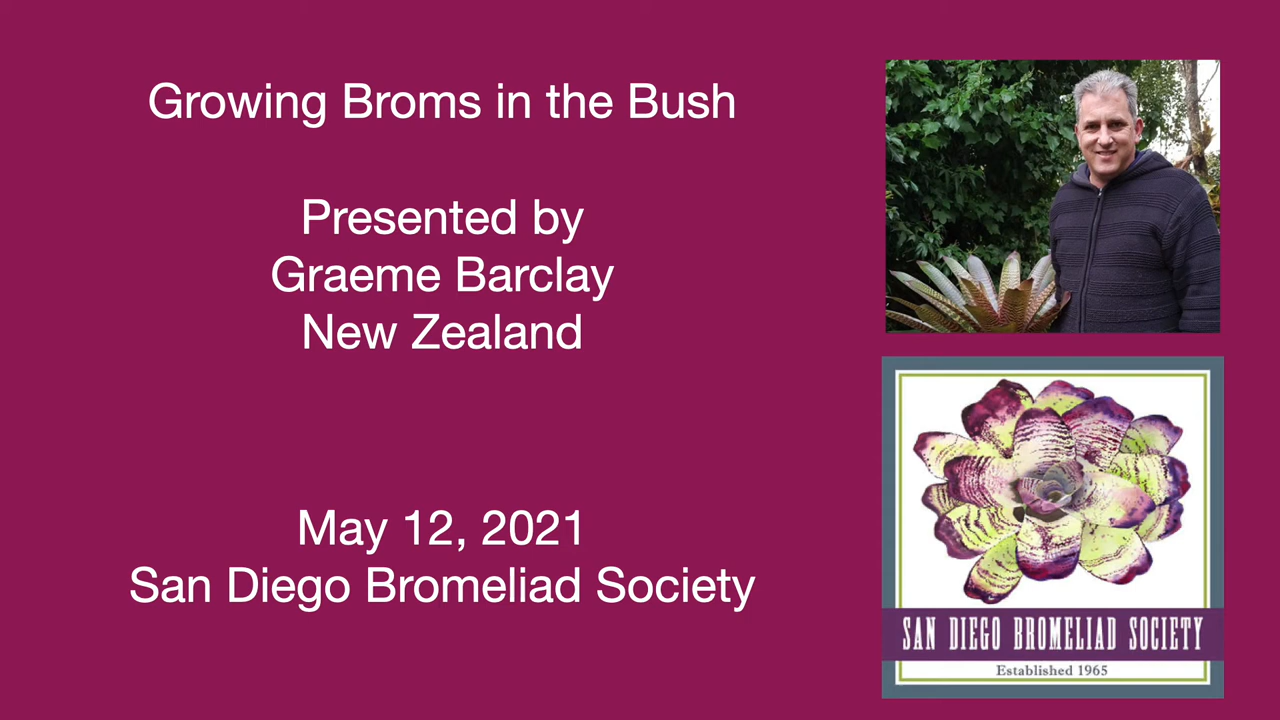 Growing Broms in the Bush
Presented by
Graeme Barclay
New Zealand
May 12, 2021
San Diego Bromeliad Society
SAN DIEGO BROMELIAD SOCIETY
Established 1965